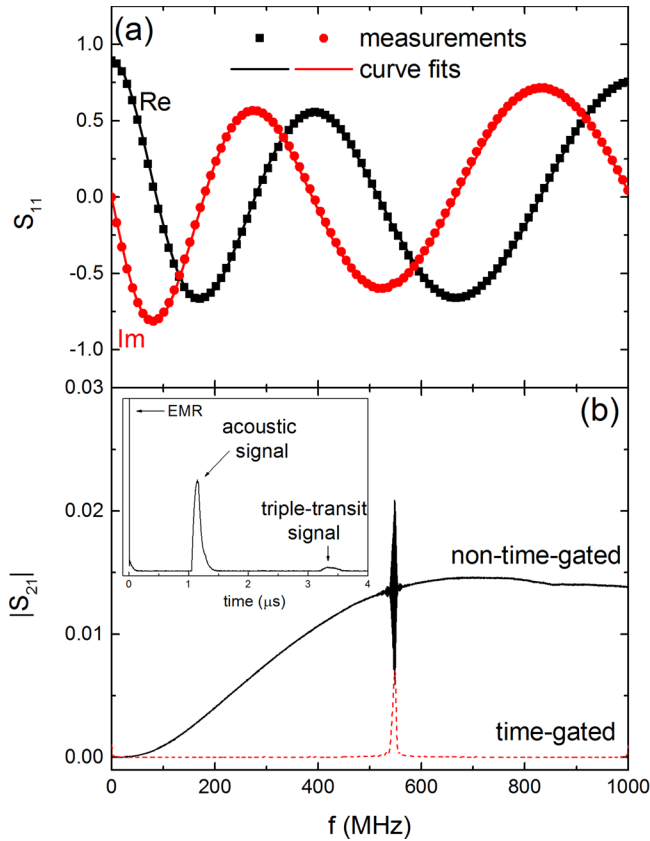 (a)
measurements
curve fits
Re
Im
1.0
0.5
0.0
-0.5
-1.0
S11
(b)
0.03
0.02
0.01
0.00
|S21|
EMR
acoustic
signal
triple-transit
signal
0 1 2 3 4
time (μs)
non-time-gated
time-gated
0 200 400 600 800 1000
f (MHz)